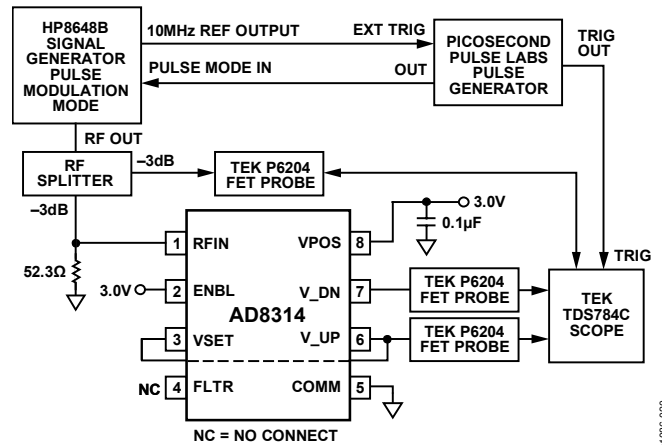 HP8648B
SIGNAL
GENERATOR
PULSE
MODULATION
MODE
10MHz REF OUTPUT
EXT TRIG
PULSE MODE IN
OUT
PICOSECOND
PULSE LABS
PULSE
GENERATOR
TRIG
OUT
RF OUT
RF
SPLITTER
–3dB
–3dB
TEK P6204
FET PROBE
3.0V
0.1µF
52.3Ω
1 RFIN
VPOS 8
3.0V
2 ENBL
V_DN 7
AD8314
3 VSET
V_UP 6
NC
4 FLTR
COMM 5
TEK P6204
FET PROBE
TEK P6204
FET PROBE
TRIG
TEK
TDS784C
SCOPE
NC = NO CONNECT